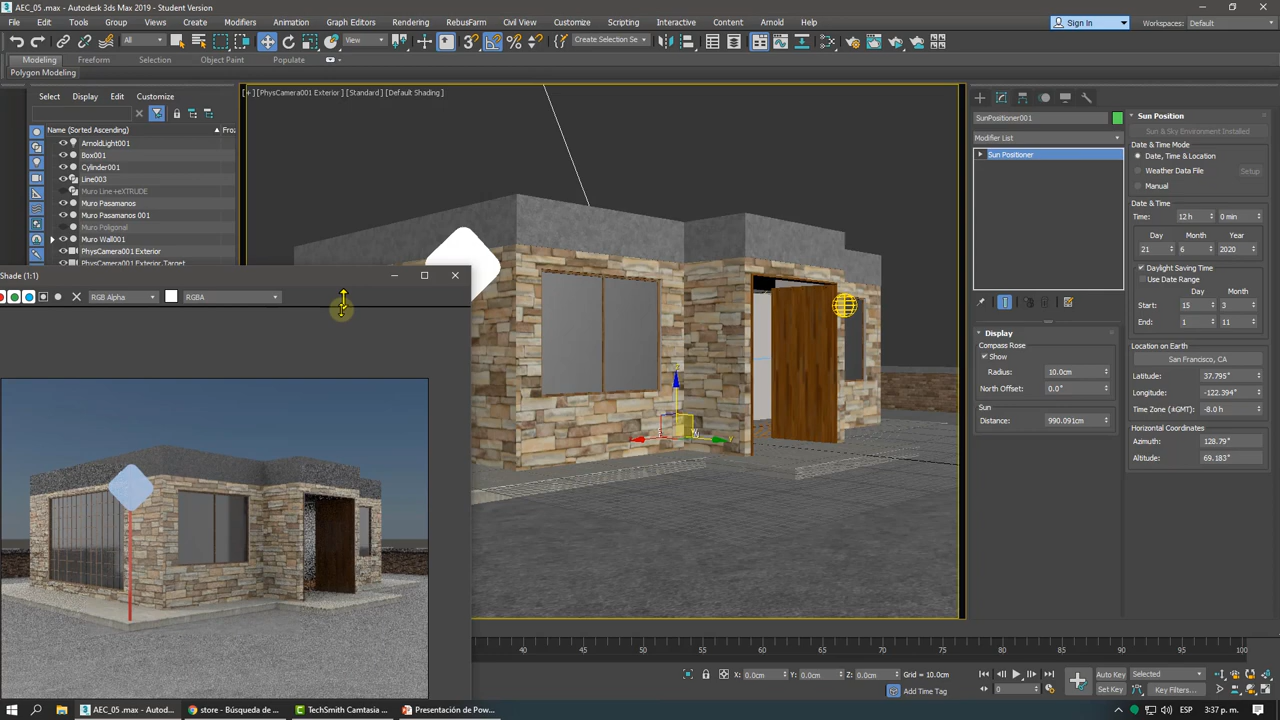 AEC_05 .max - Autodesk 3ds Max 2019 - Student Version
File Edit Tools Group Views Create Modifiers Animation Graph Editors Rendering RebusFarm Civil View Customize Scripting Interactive Content Arnold Help
Sign In
Workspaces: Default
All
View
Create Selection Se
Modeling Freeform Selection Object Paint Populate
Polygon Modeling
Select Display Edit Customize
Name (Sorted Ascending)
Froz
ArnoldLight001
Box001
Cylinder001
Line003
Muro Line+eXTRUDE
Muro Pasamanos
Muro Pasamanos 001
Muro Poligonal
Muro Wall001
PhysCamera001 Exterior
PhysCamera001 Exterior.Target
Shade (1:1)
RGB Alpha
RGBA
[+] [PhysCamera001 Exterior] [Standard] [Default Shading]
SunPositioner001
Modifier List
Sun Positioner
Display
Compass Rose
Show
Radius: 10.0cm
North Offset: 0.0°
Sun
Distance: 990.091cm
Sun Position
Sun & Sky Environment Installed
Date & Time Mode
Date, Time & Location
Weather Data File
Setup
Manual
Date & Time
Time: 12 h 0 min
Day Month Year
21 6 2020
Daylight Saving Time
Use Date Range
Day Month
Start: 15 3
End: 1 11
Location on Earth
San Francisco, CA
Latitude: 37.795°
Longitude: -122.394°
Time Zone (±GMT): -8.0 h
Horizontal Coordinates
Azimuth: 128.79°
Altitude: 69.183°
40 45 50 55 60 65 70 75 80 85 90 95 100
X: 0.0cm Y: 0.0cm Z: 0.0cm Grid = 10.0cm
Add Time Tag
0
Auto Key
Selected
Set Key
Key Filters...
AEC_05 .max - Autod...
store - Búsqueda de ...
TechSmith Camtasia ...
Presentación de Pow...
ESP
3:37 p. m.